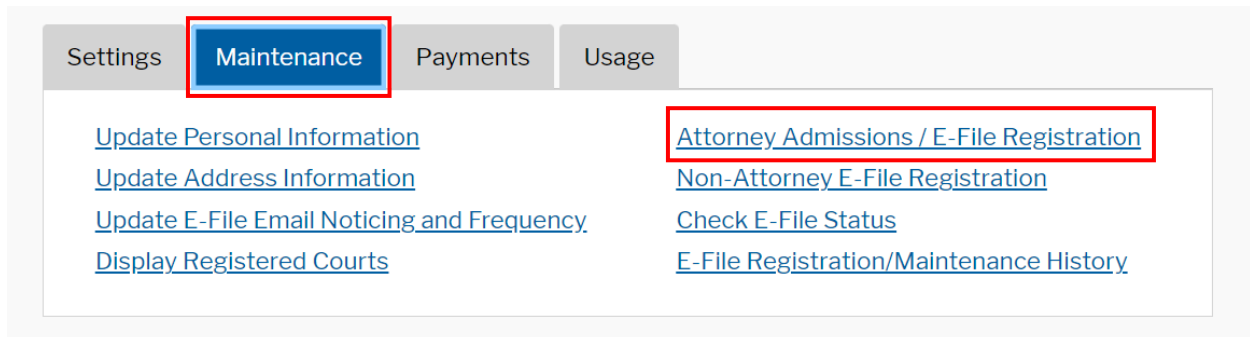 Settings Maintenance Payments Usage
Update Personal Information
Update Address Information
Update E-File Email Noticing and Frequency
Display Registered Courts
Attorney Admissions / E-File Registration
Non-Attorney E-File Registration
Check E-File Status
E-File Registration/Maintenance History